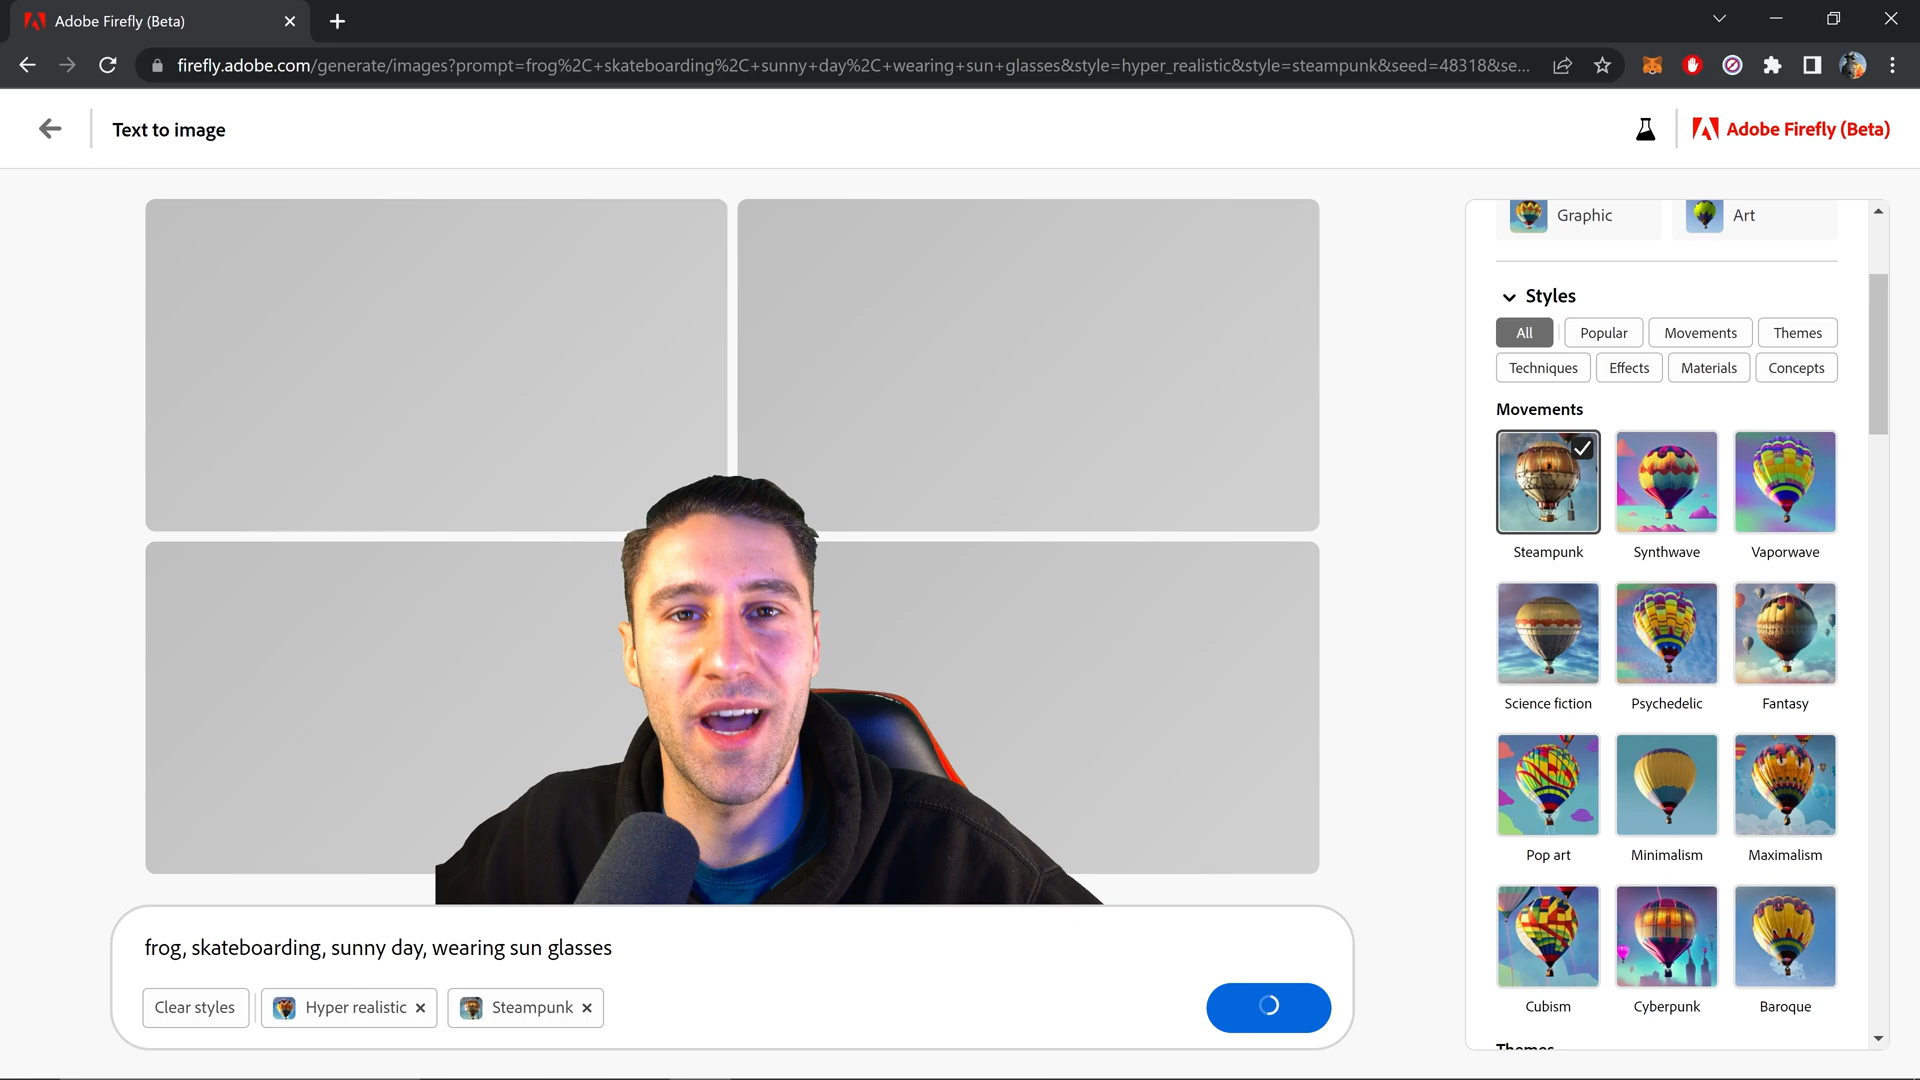 Adobe Firefly (Beta)
firefly.adobe.com/generate/images?prompt=frog%2C+skateboarding%2C+sunny+day%2C+wearing+sun+glasses&style=hyper_realistic&style=steampunk&seed=48318&se...
Text to image
Adobe Firefly (Beta)
Graphic
Art
Styles
All
Popular
Movements
Themes
Techniques
Effects
Materials
Concepts
Movements
Steampunk
Synthwave
Vaporwave
Science fiction
Psychedelic
Fantasy
Pop art
Minimalism
Maximalism
Cubism
Cyberpunk
Baroque
Themes
frog, skateboarding, sunny day, wearing sun glasses
Clear styles
Hyper realistic
Steampunk